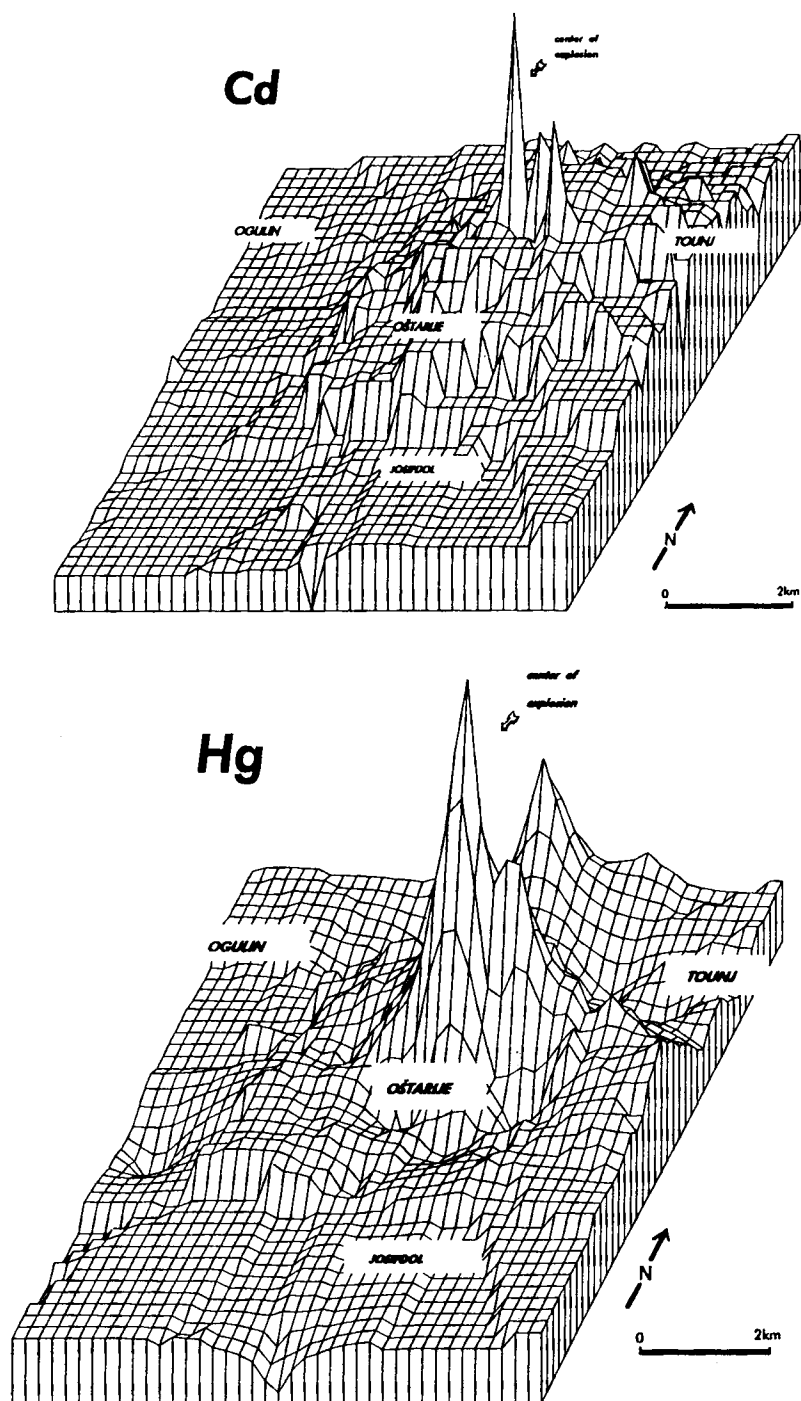 center of
explosion
Cd
OGULIN
TOUNJ
OŠTARIJE
JOSIPDOL
N
0 2km
center of
explosion
Hg
OGULIN
TOUNJ
OŠTARIJE
JOSIPDOL
N
0 2km